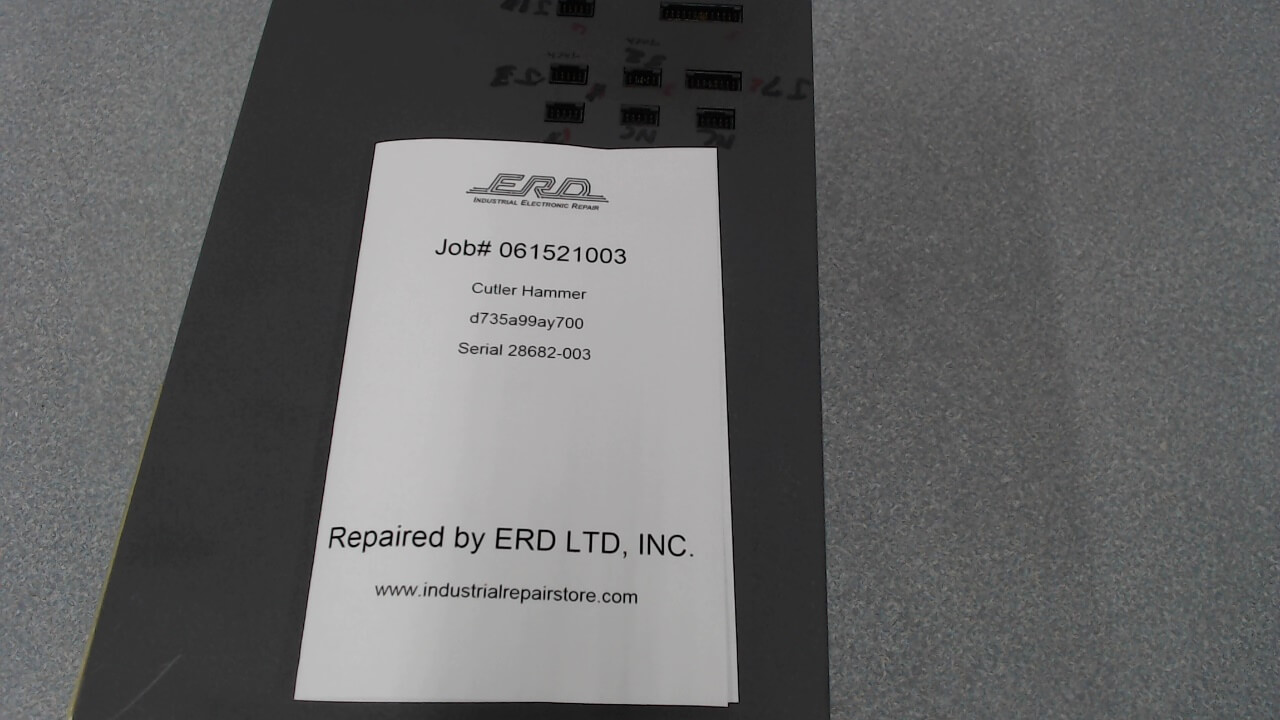 ERD
INDUSTRIAL ELECTRONIC REPAIR
Job# 061521003
Cutler Hammer
d735a99ay700
Serial 28682-003
Repaired by ERD LTD, INC.
www.industrialrepairstore.com